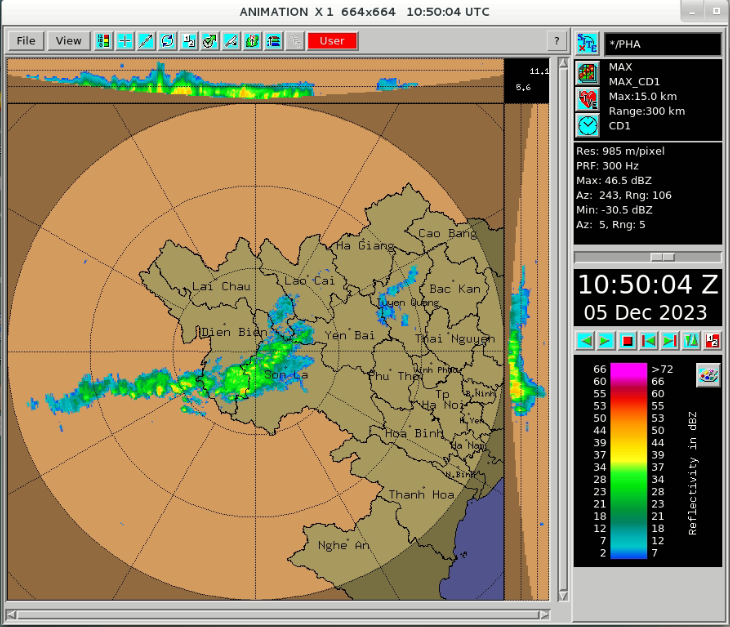 ANIMATION X 1 664x664 10:50:04 UTC
File View User ?
*/PHA
11.1
5.6
MAX
MAX_CD1
Max:15.0 km
Range:300 km
CD1
Res: 985 m/pixel
PRF: 300 Hz
Max: 46.5 dBZ
Az: 243, Rng: 106
Min: -30.5 dBZ
Az: 5, Rng: 5
Cao Bang
Ha Giang
Lai Chau
Lao Cai
Bac Kan
Tuyen Quang
Dien Bien
Yen Bai
Thai Nguyen
Vinh Phuc
Son La
Phu Tho
Tp
Ha Noi
B.Ninh
H.Yen
Hoa Binh
Ha Nam
N.Binh
Thanh Hoa
Nghe An
10:50:04 Z
05 Dec 2023
66 >72
60 66
55 60
53 55
50 53
44 50
39 44
37 39
34 37
28 34
23 28
21 23
18 21
12 18
7 12
2 7
Reflectivity in dBZ